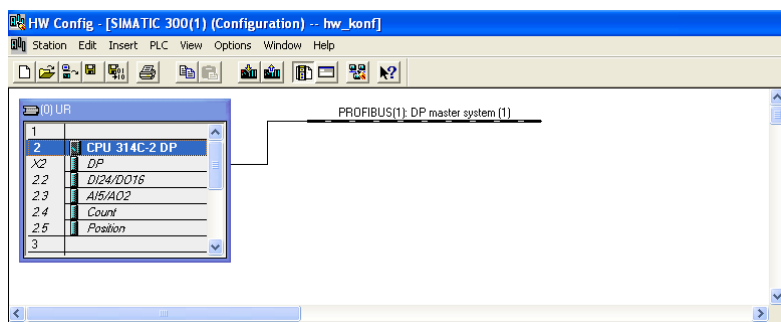 HW Config - [SIMATIC 300(1) (Configuration) -- hw_konf]
Station Edit Insert PLC View Options Window Help
(0) UR
PROFIBUS(1): DP master system (1)
1
2 CPU 314C-2 DP
X2 DP
2.2 DI24/DO16
2.3 AI5/AO2
2.4 Count
2.5 Position
3